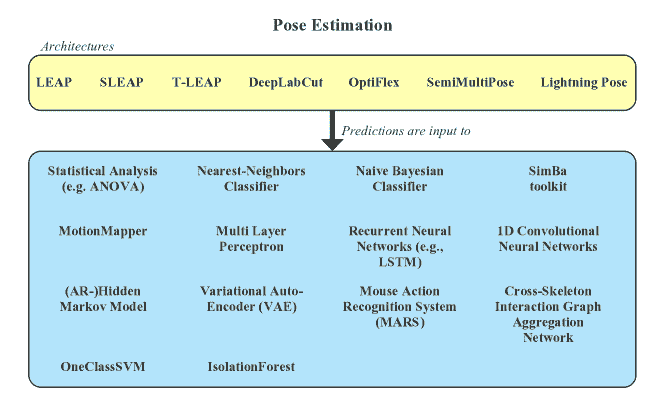 Pose Estimation
Architectures
LEAP SLEAP T-LEAP DeepLabCut OptiFlex SemiMultiPose Lightning Pose
Predictions are input to
Statistical Analysis
(e.g. ANOVA)
Nearest-Neighbors
Classifier
Naive Bayesian
Classifier
SimBa
toolkit
MotionMapper
Multi Layer
Perceptron
Recurrent Neural
Networks (e.g.,
LSTM)
1D Convolutional
Neural Networks
(AR-)Hidden
Markov Model
Variational Auto-
Encoder (VAE)
Mouse Action
Recognition System
(MARS)
Cross-Skeleton
Interaction Graph
Aggregation
Network
OneClassSVM
IsolationForest